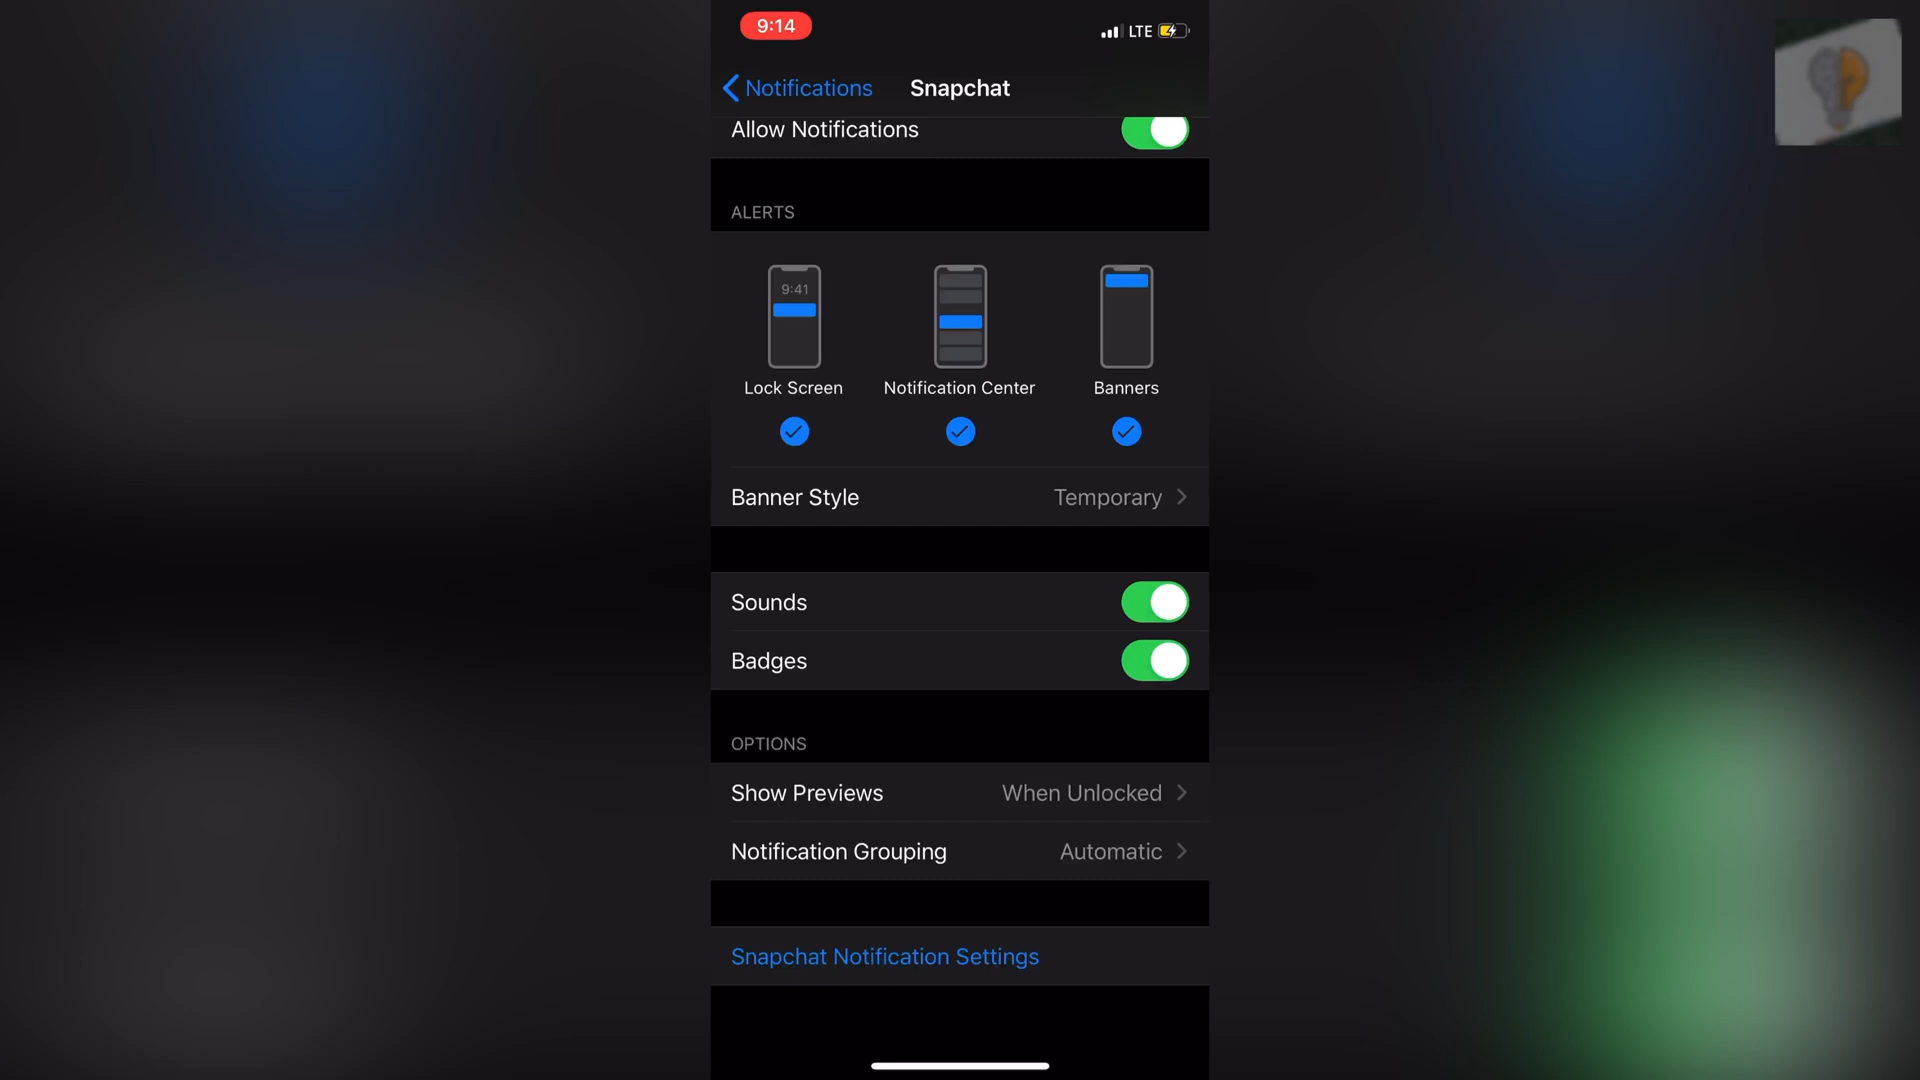 9:14
LTE
Notifications
Snapchat
Allow Notifications
ALERTS
9:41
Lock Screen
Notification Center
Banners
Banner Style
Temporary
Sounds
Badges
OPTIONS
Show Previews
When Unlocked
Notification Grouping
Automatic
Snapchat Notification Settings